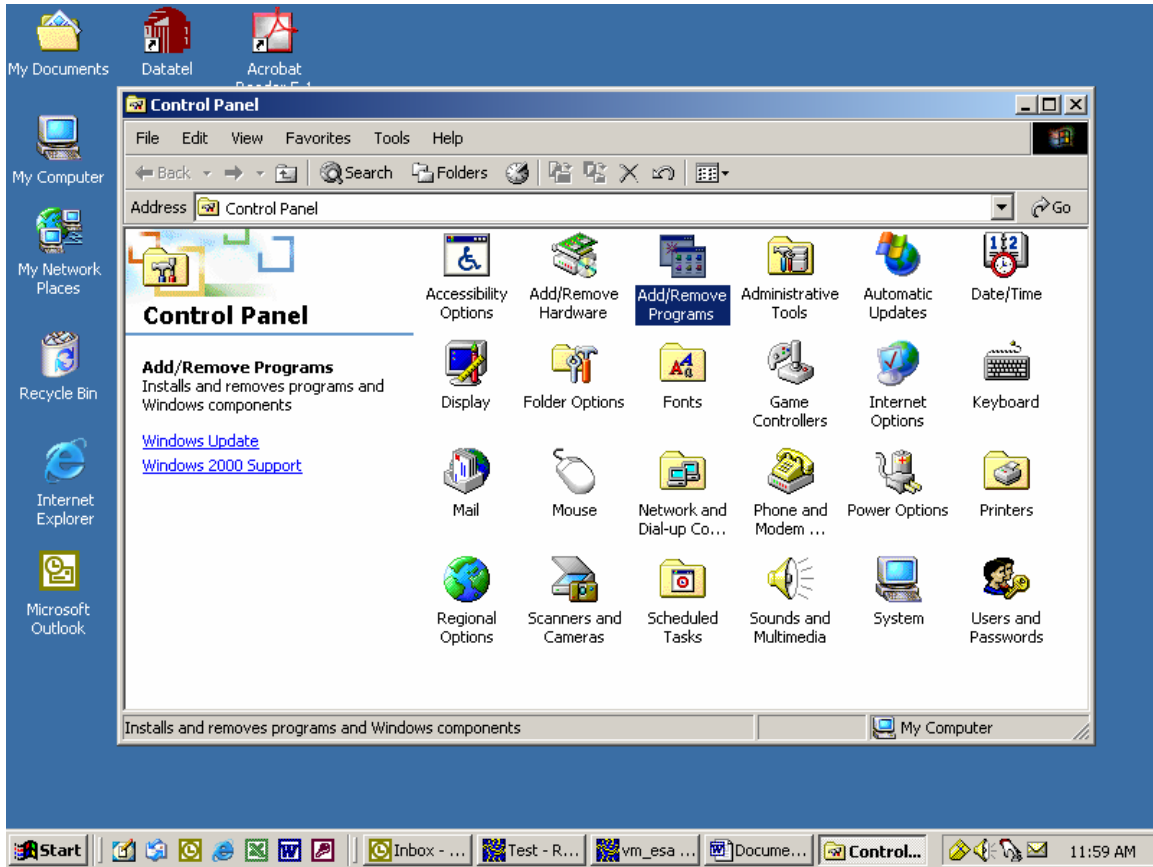 My Documents
Datatel
Acrobat
Control Panel
File Edit View Favorites Tools Help
Back Search Folders
Address Control Panel Go
My Computer
My Network
Places
Recycle Bin
Internet
Explorer
Microsoft
Outlook
Control Panel
Add/Remove Programs
Installs and removes programs and
Windows components
Windows Update
Windows 2000 Support
Accessibility
Options
Add/Remove
Hardware
Add/Remove
Programs
Administrative
Tools
Automatic
Updates
Date/Time
Display
Folder Options
Fonts
Game
Controllers
Internet
Options
Keyboard
Mail
Mouse
Network and
Dial-up Co...
Phone and
Modem ...
Power Options
Printers
Regional
Options
Scanners and
Cameras
Scheduled
Tasks
Sounds and
Multimedia
System
Users and
Passwords
Installs and removes programs and Windows components
My Computer
Start Inbox - ... Test - R... vm_esa ... Docume... Control... 11:59 AM